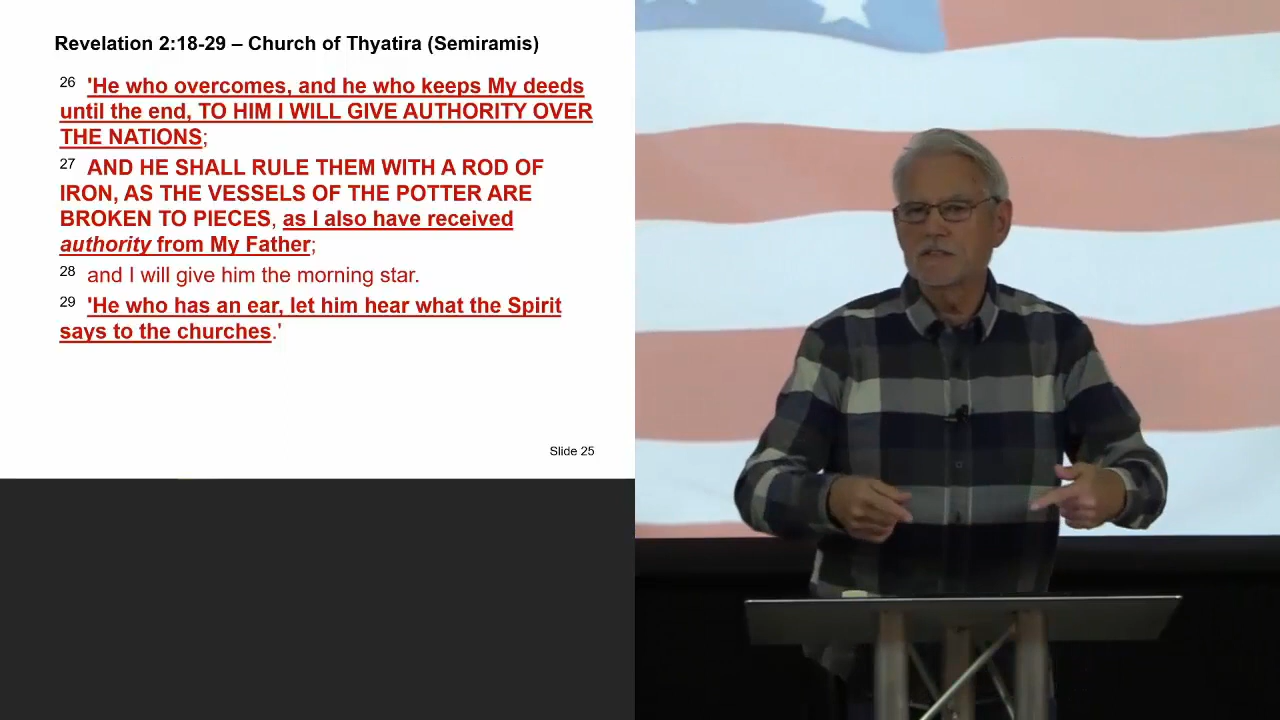 Revelation 2:18-29 – Church of Thyatira (Semiramis)
26 'He who overcomes, and he who keeps My deeds
until the end, TO HIM I WILL GIVE AUTHORITY OVER
THE NATIONS;
27 AND HE SHALL RULE THEM WITH A ROD OF
IRON, AS THE VESSELS OF THE POTTER ARE
BROKEN TO PIECES, as I also have received
authority from My Father;
28 and I will give him the morning star.
29 'He who has an ear, let him hear what the Spirit
says to the churches.'
Slide 25